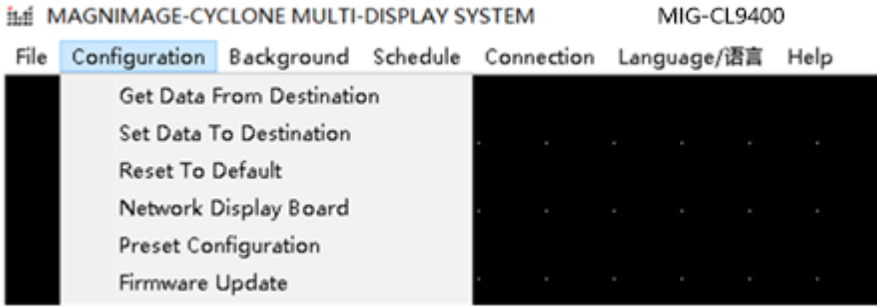 MAGNIMAGE-CYCLONE MULTI-DISPLAY SYSTEM MIG-CL9400
File Configuration Background Schedule Connection Language/语言 Help
Get Data From Destination
Set Data To Destination
Reset To Default
Network Display Board
Preset Configuration
Firmware Update